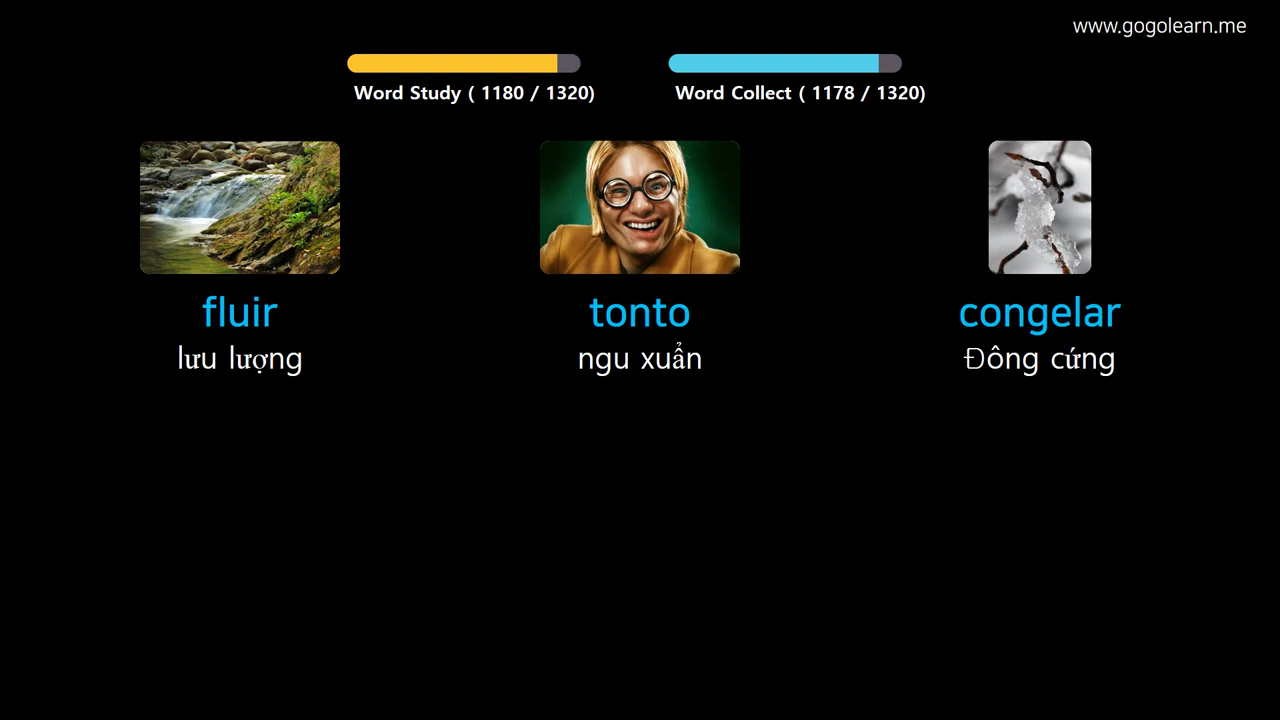 www.gogolearn.me
Word Study ( 1180 / 1320)
Word Collect ( 1178 / 1320)
fluir
tonto
congelar
lưu lượng
ngu xuẩn
Đông cứng